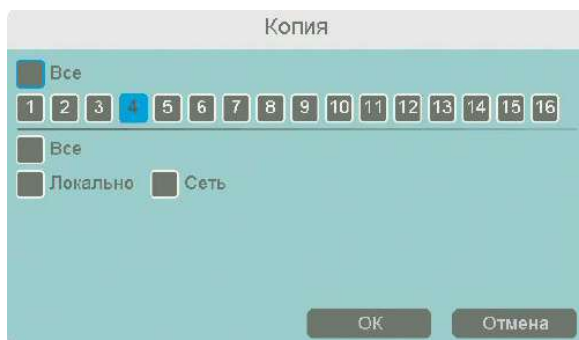 Копия
Все
1 2 3 4 5 6 7 8 9 10 11 12 13 14 15 16
Все
Локально Сеть
ОК Отмена